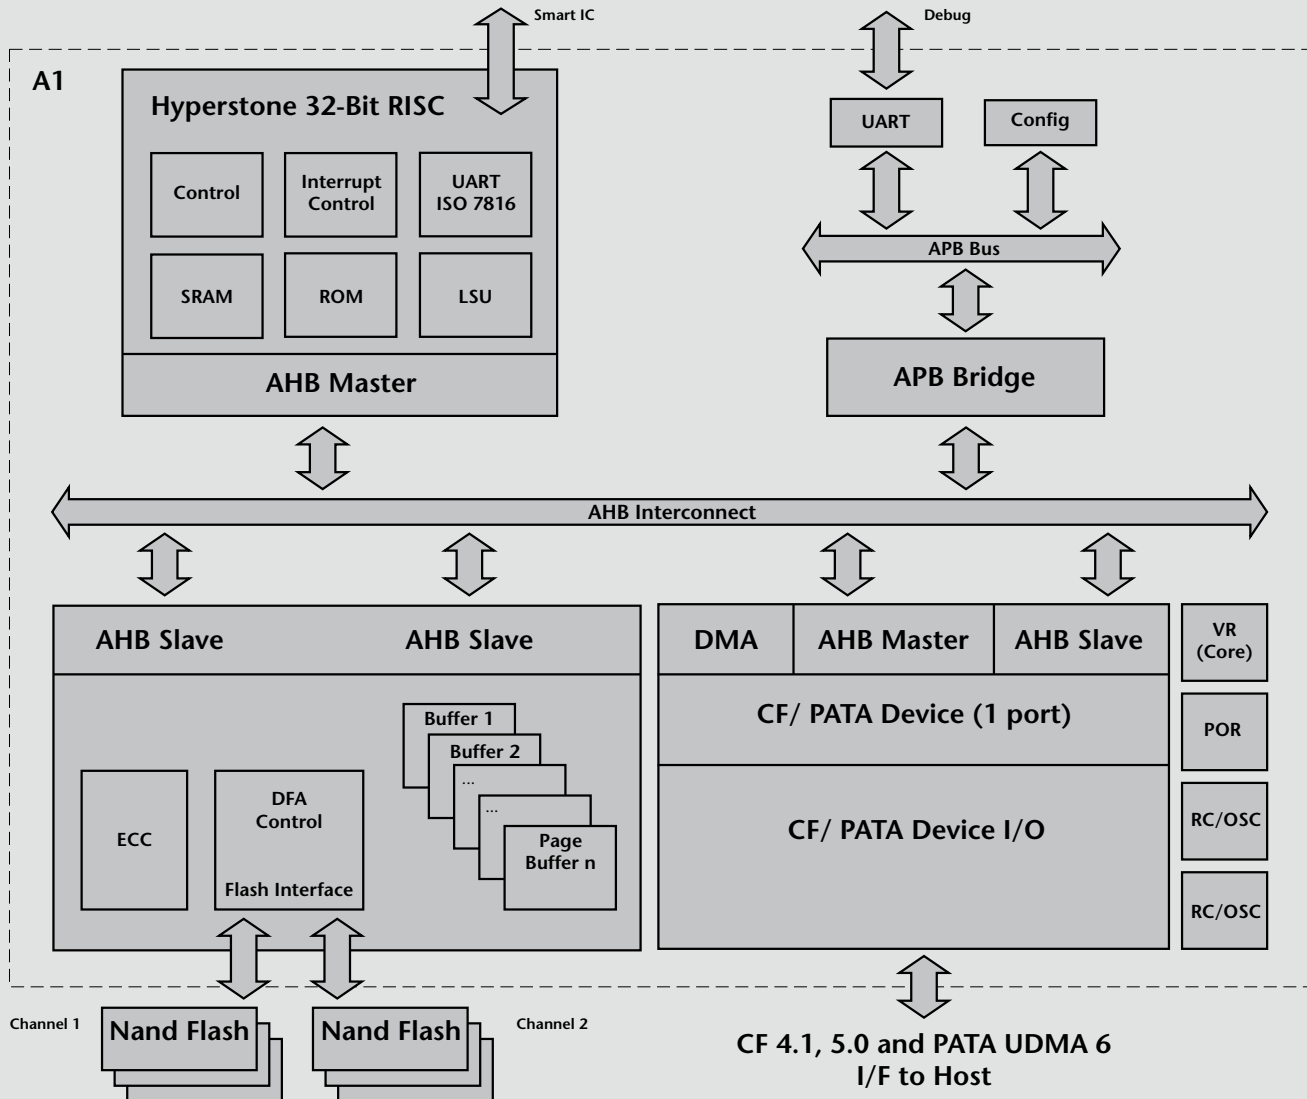 Smart IC
Debug
A1
Hyperstone 32-Bit RISC
Control
Interrupt
Control
UART
ISO 7816
SRAM
ROM
LSU
AHB Master
UART
Config
APB Bus
APB Bridge
AHB Interconnect
AHB Slave
AHB Slave
ECC
DFA
Control
Flash Interface
Buffer 1
Buffer 2
...
...
Page
Buffer n
DMA
AHB Master
AHB Slave
CF/ PATA Device (1 port)
CF/ PATA Device I/O
VR
(Core)
POR
RC/OSC
RC/OSC
Channel 1
Nand Flash
Nand Flash
Channel 2
CF 4.1, 5.0 and PATA UDMA 6
I/F to Host